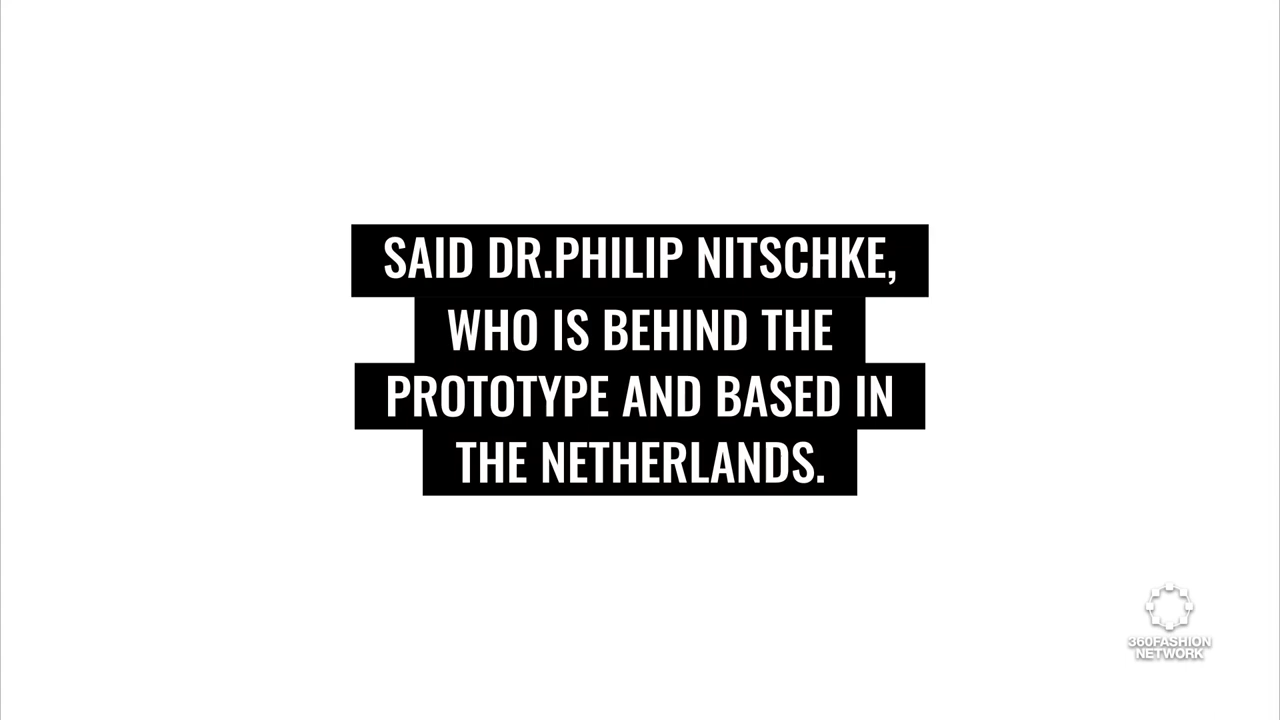 SAID DR.PHILIP NITSCHKE,
WHO IS BEHIND THE
PROTOTYPE AND BASED IN
THE NETHERLANDS.
360FASHION
NETWORK